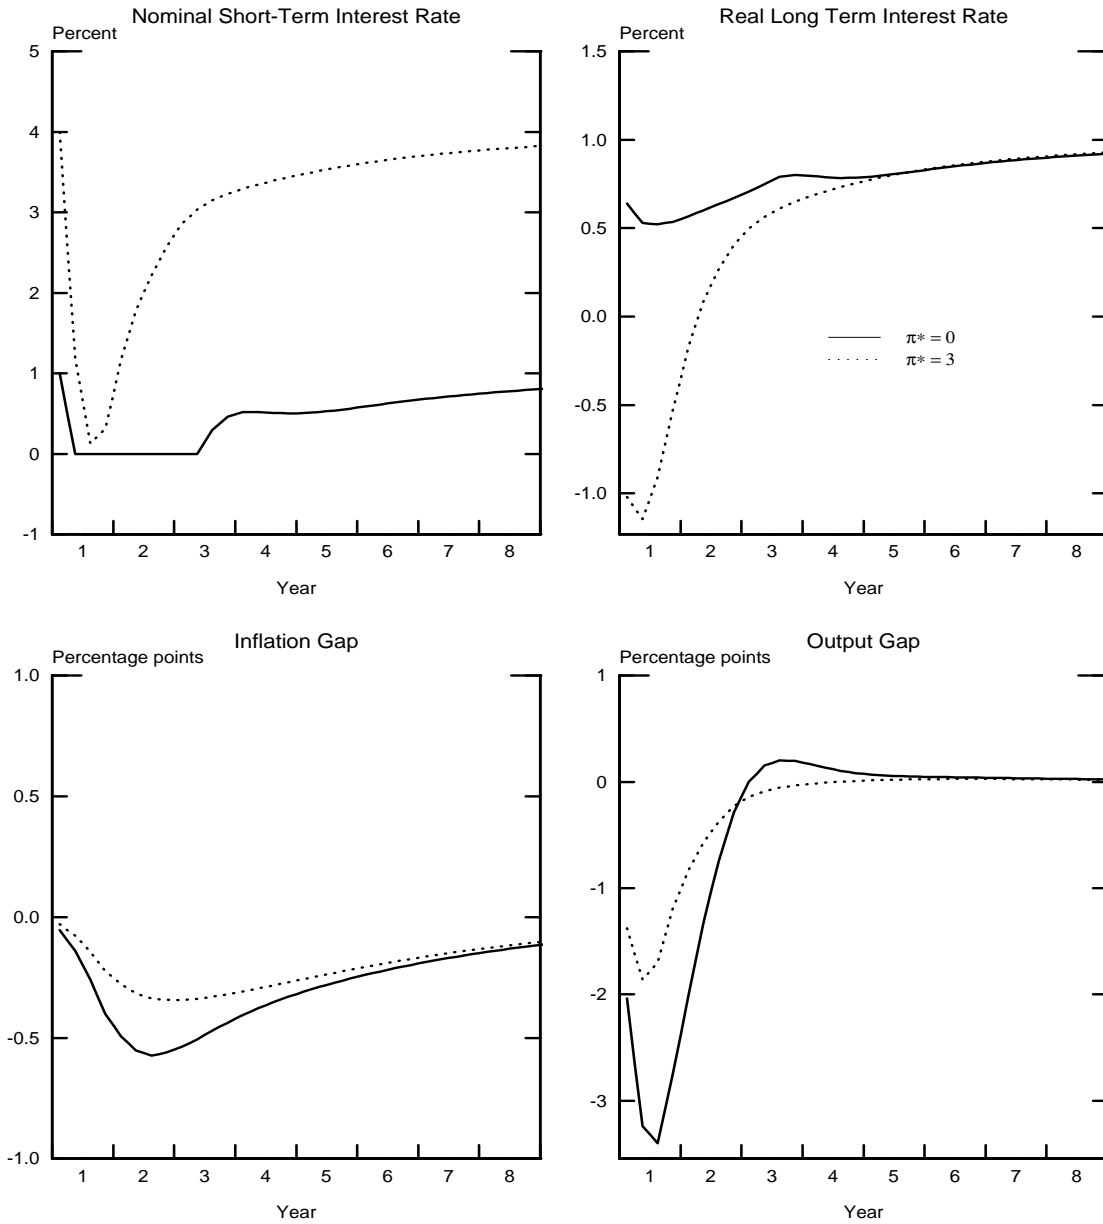 Nominal Short-Term Interest Rate
Percent
5
4
3
2
1
0
-1
1 2 3 4 5 6 7 8
Year
Real Long Term Interest Rate
Percent
1.5
1.0
0.5
0.0
-0.5
-1.0
π* = 0
π* = 3
1 2 3 4 5 6 7 8
Year
Inflation Gap
Percentage points
1.0
0.5
0.0
-0.5
-1.0
1 2 3 4 5 6 7 8
Year
Output Gap
Percentage points
1
0
-1
-2
-3
1 2 3 4 5 6 7 8
Year